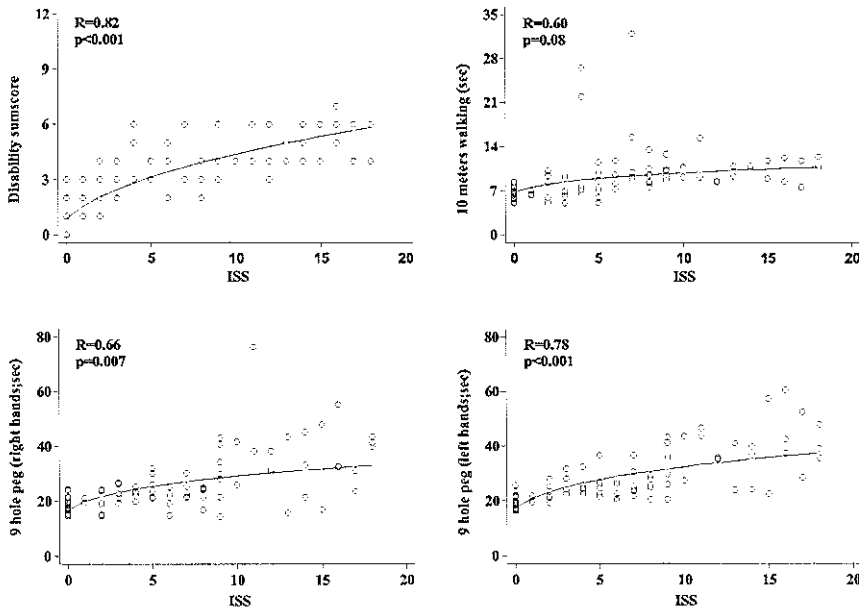 R=0.82
p<0.001
12
9
6
3
0
Disability sumscore
0 5 10 15 20
ISS
R=0.60
p=0.08
35
28
21
14
7
0
10 meters walking (sec)
0 5 10 15 20
ISS
R=0.66
p=0.007
80
60
40
20
0
9 hole peg (right hands;sec)
0 5 10 15 20
ISS
R=0.78
p<0.001
80
60
40
20
0
9 hole peg (left hands;sec)
0 5 10 15 20
ISS